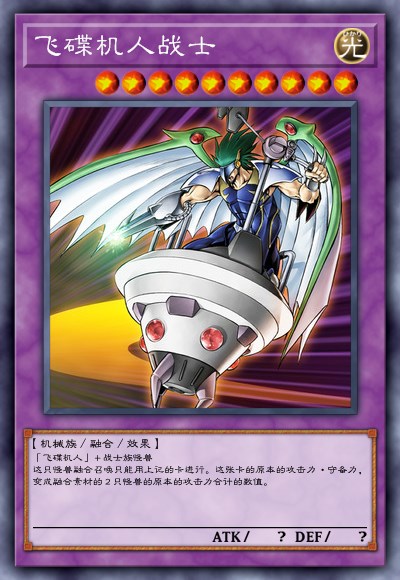 飞碟机人战士
ひかり
光
【机械族／融合／效果】
「飞碟机人」+战士族怪兽
这只怪兽融合召唤只能用上记的卡进行。这张卡的原本的攻击力·守备力，
变成融合素材的２只怪兽的原本的攻击力合计的数值。
ATK/ ? DEF/ ?